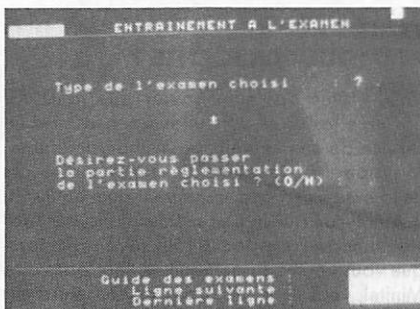 ENTRAINEMENT A L'EXAMEN
Type de l'examen choisi : ?
±
Désirez-vous passer
la partie règlementation
de l'examen choisi ? (O/N) :
Guide des examens :
Ligne suivante :
Dernière ligne :